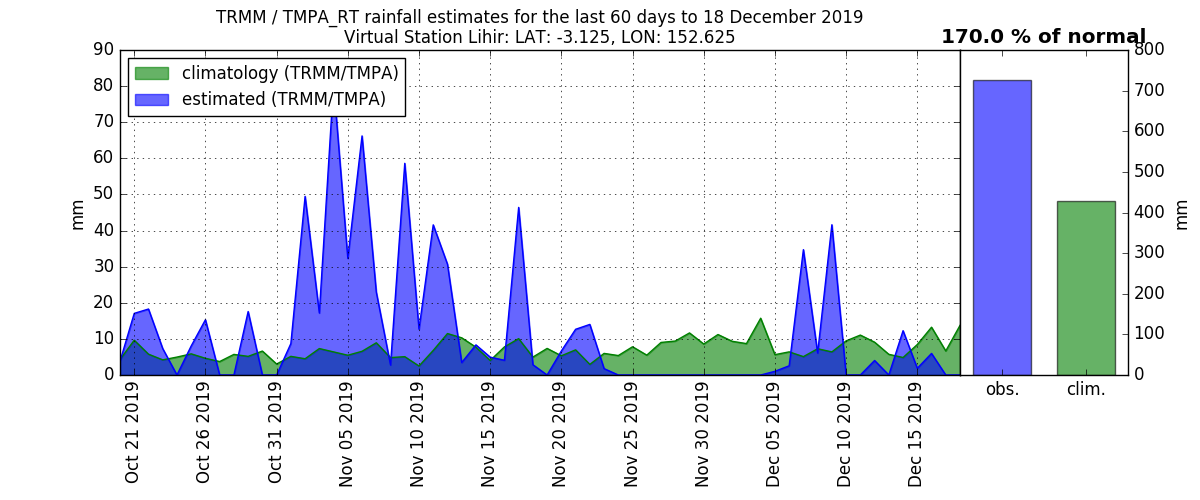 TRMM / TMPA_RT rainfall estimates for the last 60 days to 18 December 2019
Virtual Station Lihir: LAT: -3.125, LON: 152.625
170.0 % of normal
climatology (TRMM/TMPA)
estimated (TRMM/TMPA)
90
80
70
60
50
40
30
20
10
0
mm
Oct 21 2019
Oct 26 2019
Oct 31 2019
Nov 05 2019
Nov 10 2019
Nov 15 2019
Nov 20 2019
Nov 25 2019
Nov 30 2019
Dec 05 2019
Dec 10 2019
Dec 15 2019
obs.
clim.
800
700
600
500
400
300
200
100
0
mm